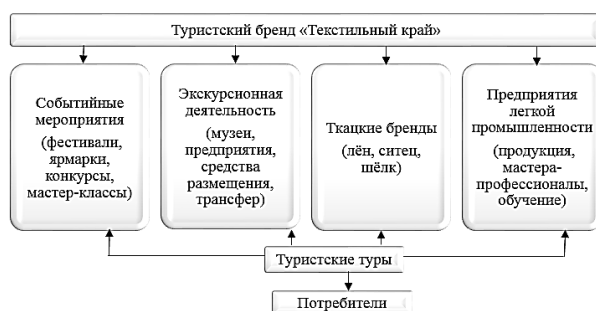 Туристский бренд «Текстильный край»
Событийные
мероприятия
(фестивали,
ярмарки,
конкурсы,
мастер-классы)
Экскурсионная
деятельность
(музеи,
предприятия,
средства
размещения,
трансфер)
Ткацкие бренды
(лён, ситец,
шёлк)
Предприятия
легкой
промышленности
(продукция,
мастера-
профессионалы,
обучение)
Туристские туры
Потребители